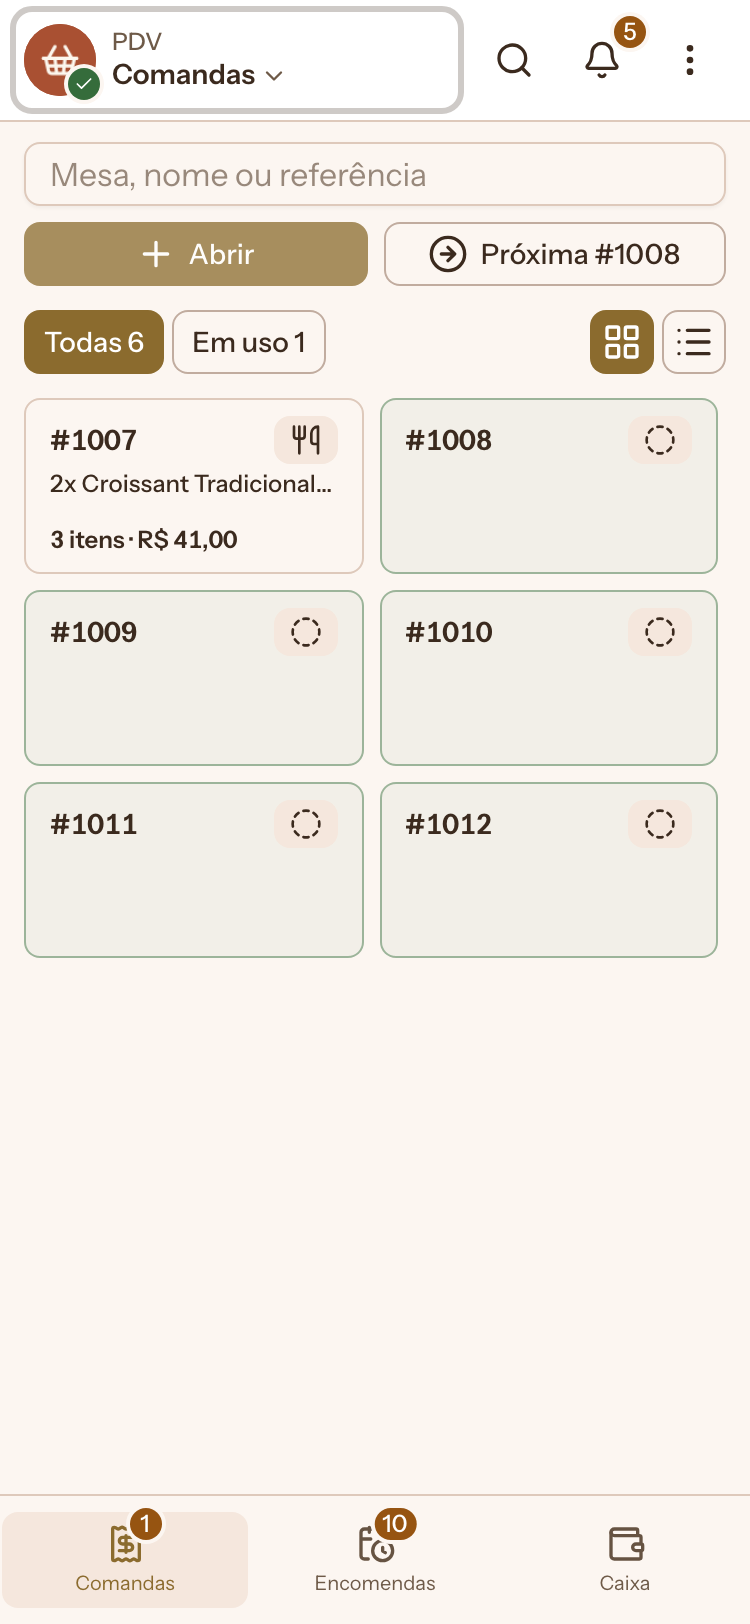 PDV
Comandas
5
Mesa, nome ou referência
Abrir
Próxima #1008
Todas 6
Em uso 1
#1007
2x Croissant Tradicional...
3 itens · R$ 41,00
#1008
#1009
#1010
#1011
#1012
1
Comandas
10
Encomendas
Caixa